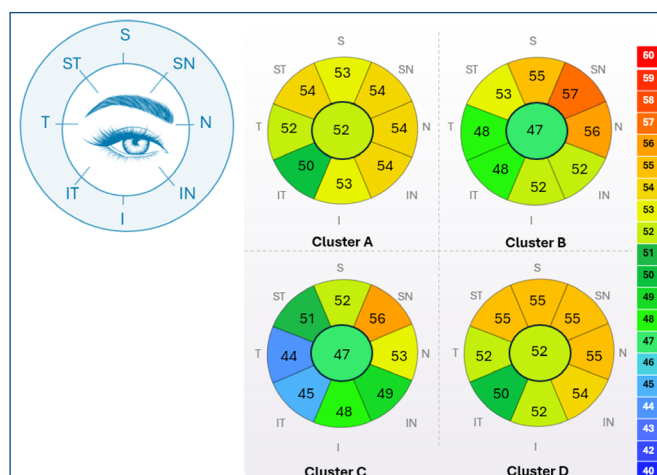 S
ST
SN
T
N
IT
IN
I
S
ST
53
SN
54
54
T
52
52
54
N
50
54
IT
53
IN
I
Cluster A
S
ST
55
SN
53
57
T
48
47
56
N
48
52
IT
52
IN
I
Cluster B
S
ST
52
SN
51
56
T
44
47
53
N
45
49
IT
48
IN
I
Cluster C
S
ST
55
SN
55
55
T
52
52
55
N
50
54
IT
52
IN
I
Cluster D
60
59
58
57
56
55
54
53
52
51
50
49
48
47
46
45
44
43
42
40